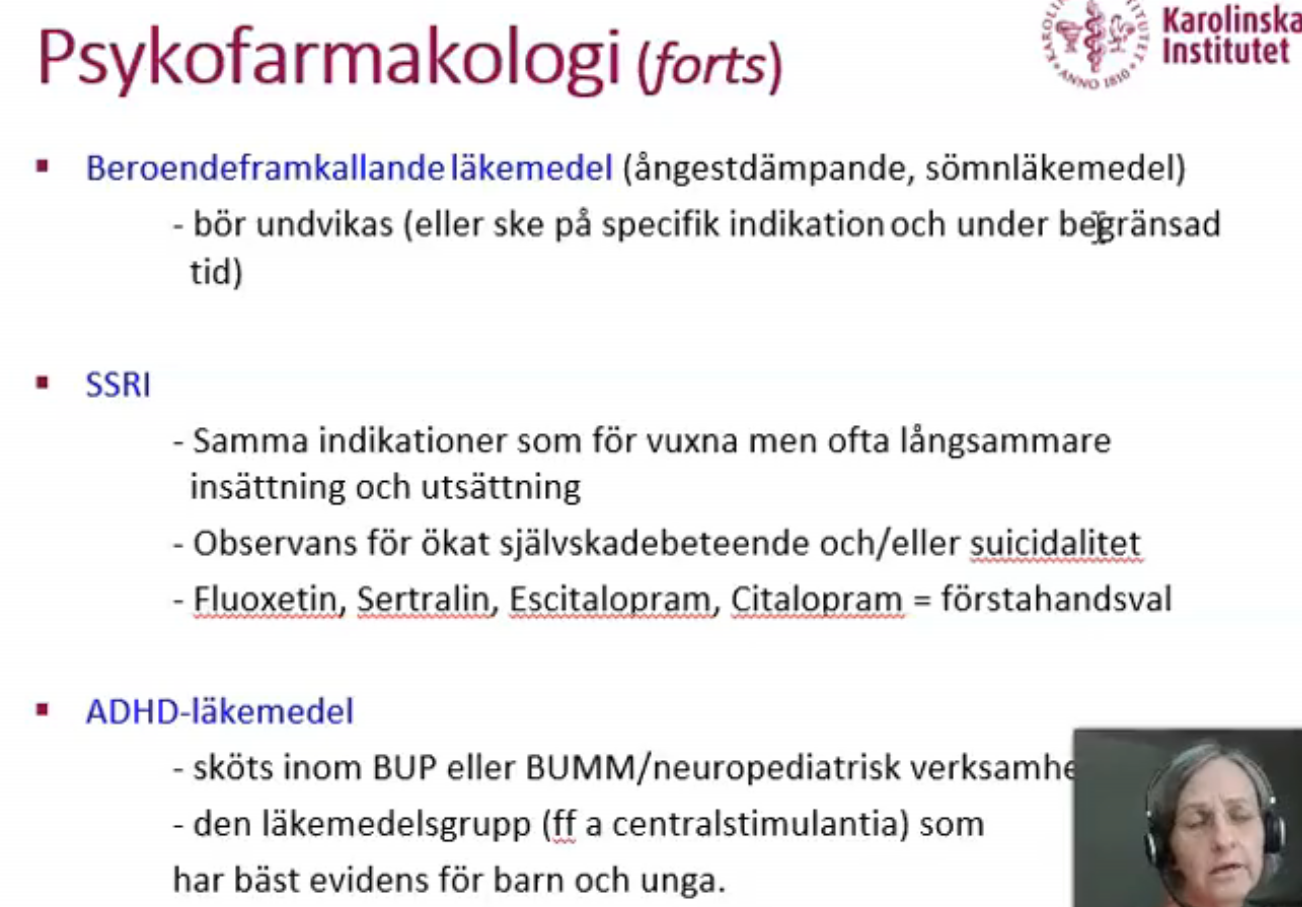 Psykofarmakologi (forts)
Karolinska
Institutet
ANNO 1810
▪ Beroendeframkallande läkemedel (ångestdämpande, sömnläkemedel)
- bör undvikas (eller ske på specifik indikation och under begränsad
tid)
▪ SSRI
- Samma indikationer som för vuxna men ofta långsammare
insättning och utsättning
- Observans för ökat självskadebeteende och/eller suicidalitet
- Fluoxetin, Sertralin, Escitalopram, Citalopram = förstahandsval
▪ ADHD-läkemedel
- sköts inom BUP eller BUMM/neuropediatrisk verksamhe
- den läkemedelsgrupp (ff a centralstimulantia) som
har bäst evidens för barn och unga.